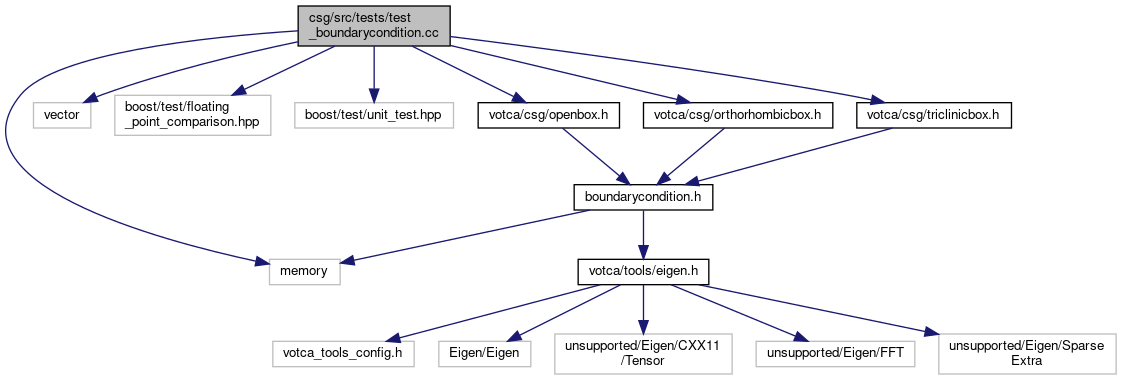 csg/src/tests/test
_boundarycondition.cc
vector
boost/test/floating
_point_comparison.hpp
boost/test/unit_test.hpp
votca/csg/openbox.h
votca/csg/orthorhombicbox.h
votca/csg/triclinicbox.h
boundarycondition.h
memory
votca/tools/eigen.h
votca_tools_config.h
Eigen/Eigen
unsupported/Eigen/CXX11
/Tensor
unsupported/Eigen/FFT
unsupported/Eigen/Sparse
Extra